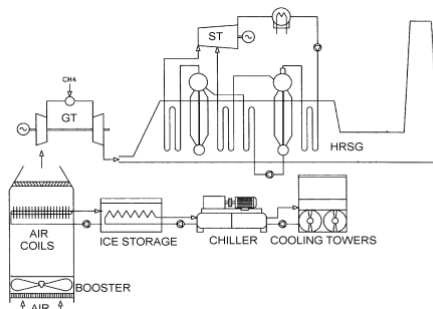 ST
CH4
GT
HRSG
AIR
COILS
ICE STORAGE
CHILLER
COOLING TOWERS
BOOSTER
AIR